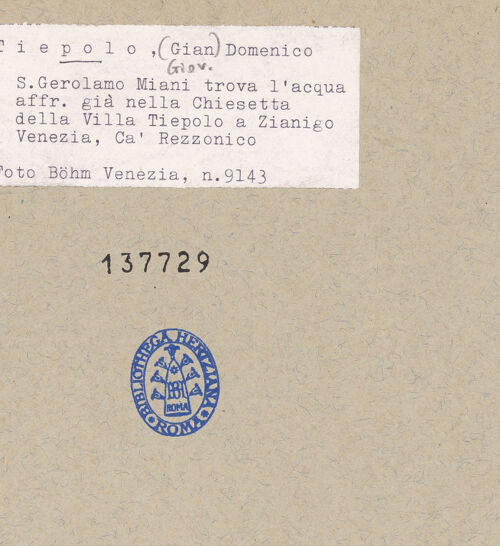 Tiepolo,(Gian)Domenico
Giov.
S.Gerolamo Miani trova l'acqua
affr. già nella Chiesetta
della Villa Tiepolo a Zianigo
Venezia, Ca' Rezzonico
Foto Böhm Venezia, n.9143
137729
BIBLIOTHECA HERTZIANA
BH
ROMA
ROMA